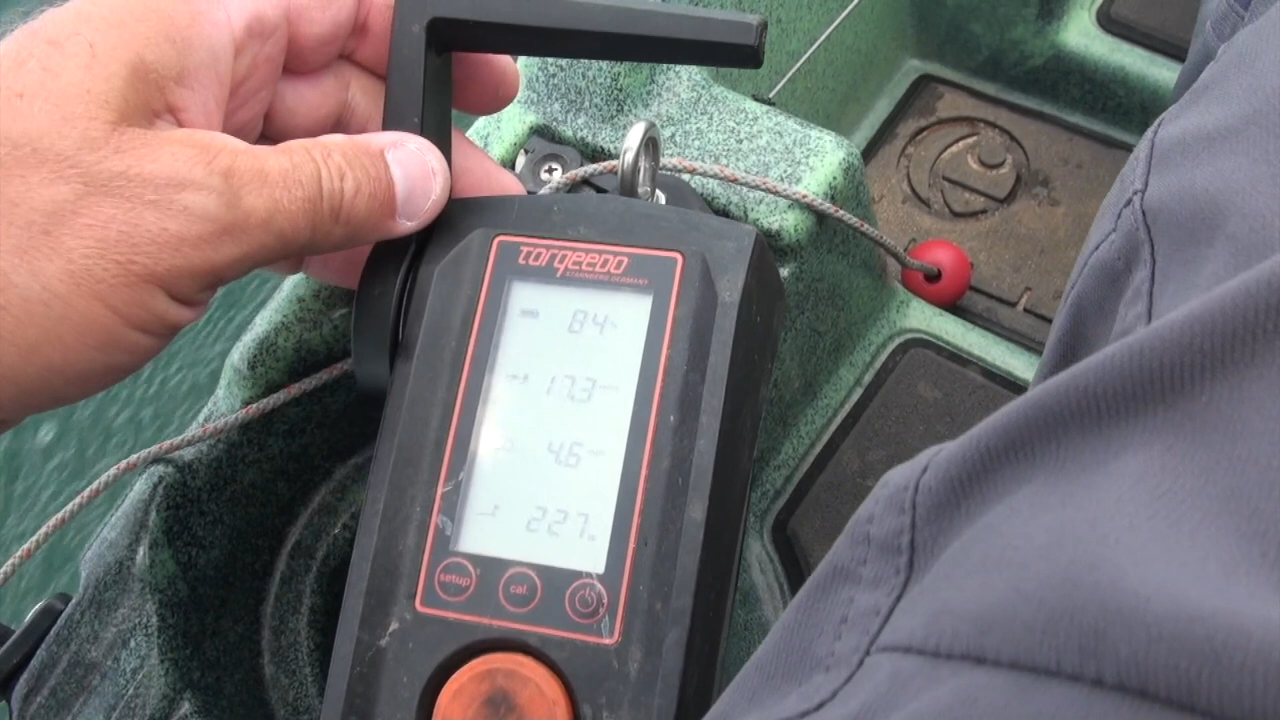 Torqeedo
STARNBERG GERMANY
84
17.3
4.6
227
setup cal.